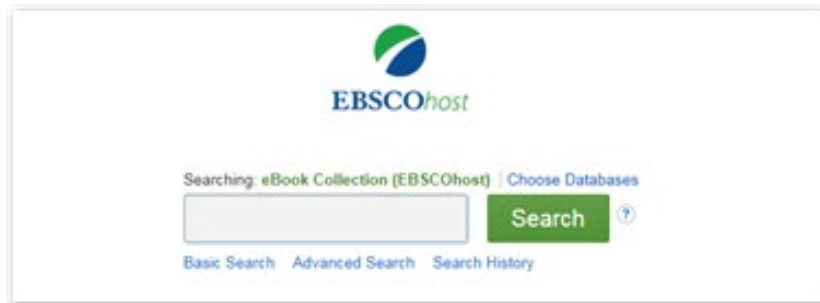 EBSCOhost
Searching: eBook Collection (EBSCOhost) | Choose Databases
Search ?
Basic Search Advanced Search Search History